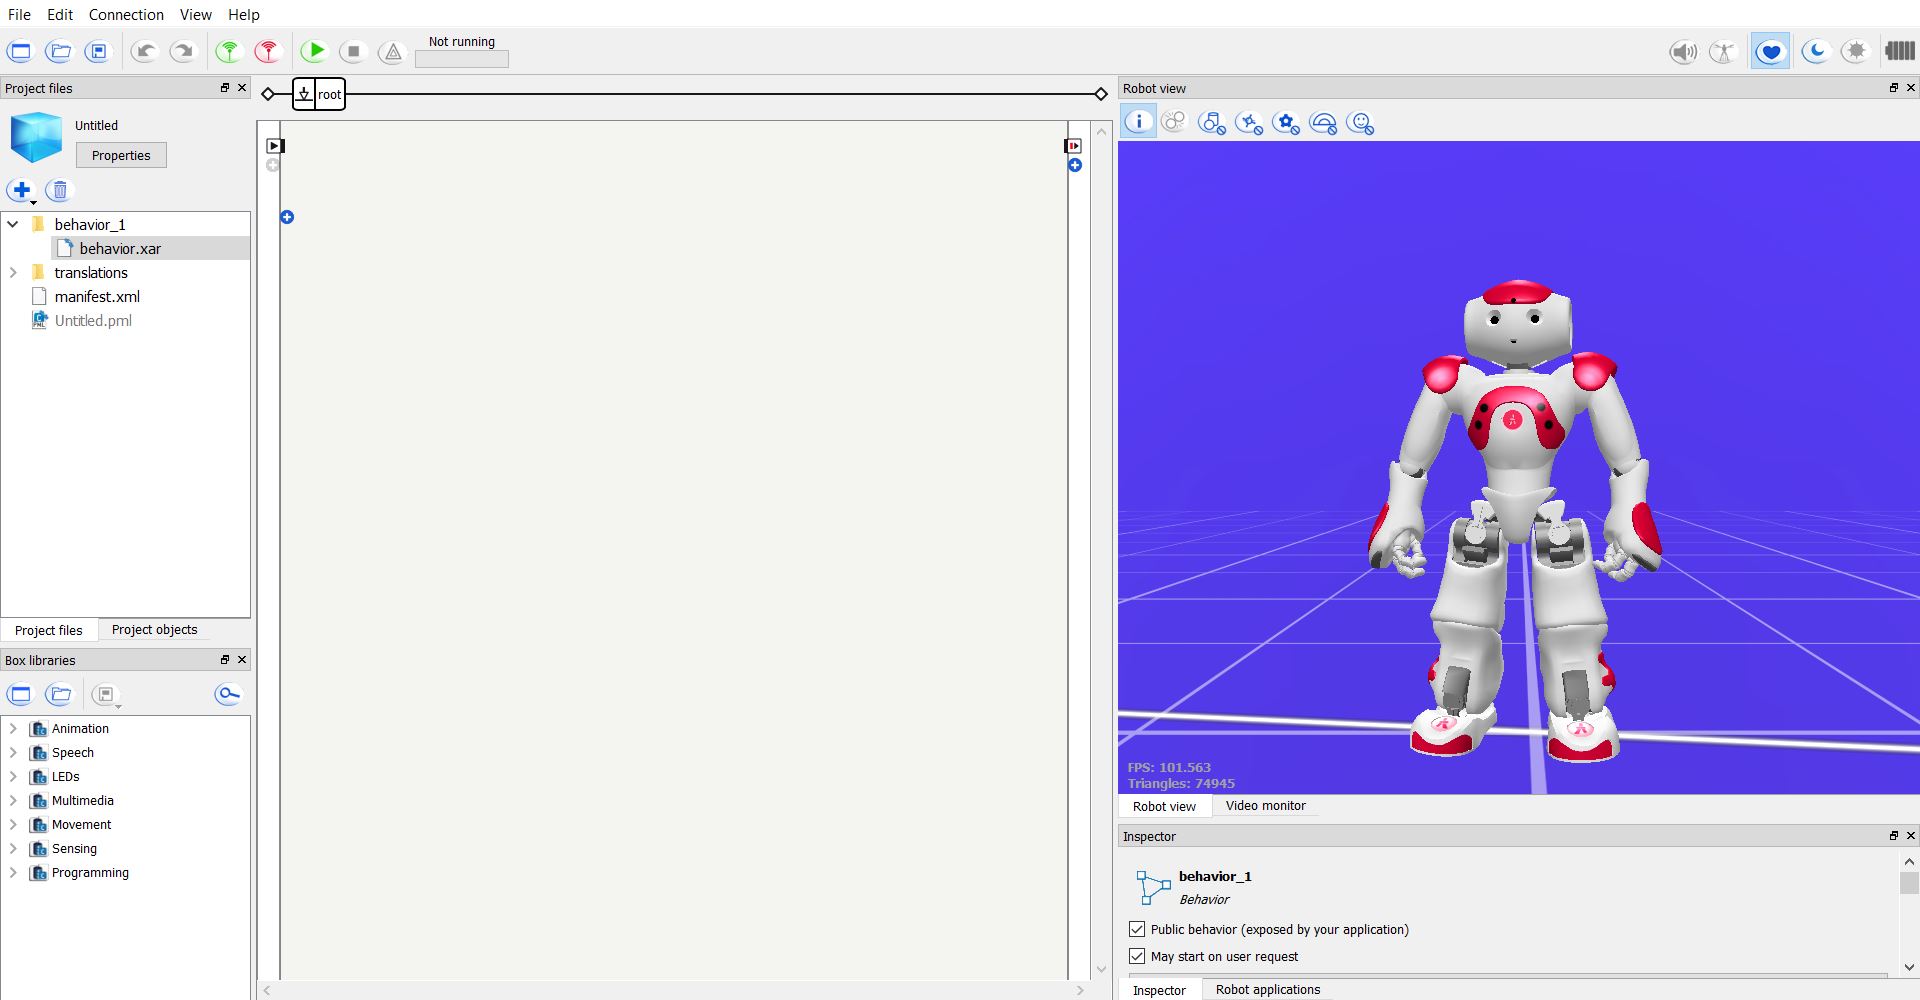 File Edit Connection View Help
Not running
Project files
Untitled
Properties
behavior_1
behavior.xar
translations
manifest.xml
Untitled.pml
Project files Project objects
Box libraries
Animation
Speech
LEDs
Multimedia
Movement
Sensing
Programming
root
Robot view
FPS: 101.563
Triangles: 74945
Robot view Video monitor
Inspector
behavior_1
Behavior
Public behavior (exposed by your application)
May start on user request
Inspector Robot applications